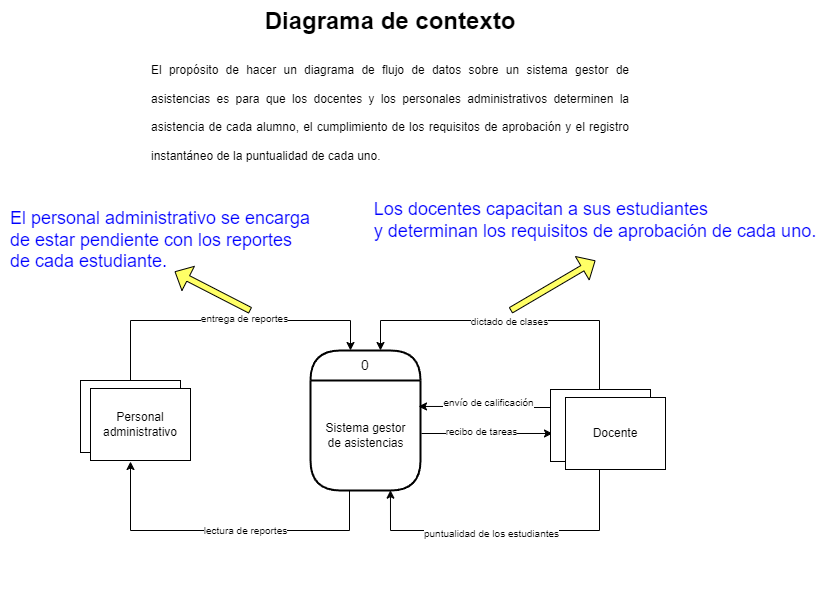 Diagrama de contexto
El propósito de hacer un diagrama de flujo de datos sobre un sistema gestor de
asistencias es para que los docentes y los personales administrativos determinen la
asistencia de cada alumno, el cumplimiento de los requisitos de aprobación y el registro
instantáneo de la puntualidad de cada uno.
El personal administrativo se encarga
de estar pendiente con los reportes
de cada estudiante.
Los docentes capacitan a sus estudiantes
y determinan los requisitos de aprobación de cada uno.
entrega de reportes
dictado de clases
0
Personal
administrativo
Sistema gestor
de asistencias
envío de calificación
recibo de tareas
Docente
lectura de reportes
puntualidad de los estudiantes